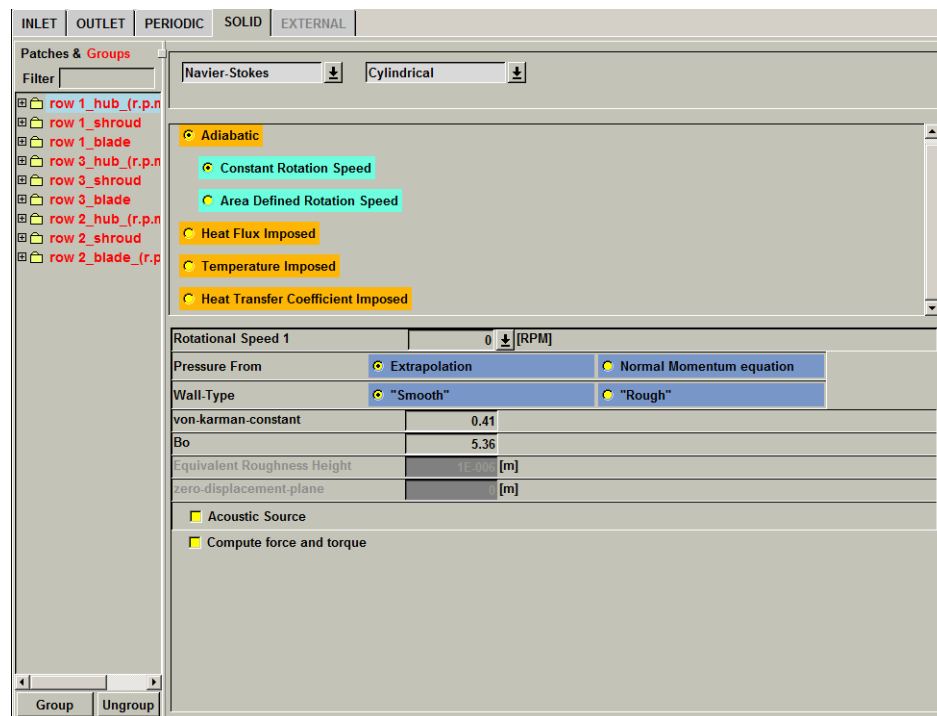 INLET OUTLET PERIODIC SOLID EXTERNAL
Patches & Groups
Filter
row 1_hub_(r.p.n
row 1_shroud
row 1_blade
row 3_hub_(r.p.n
row 3_shroud
row 3_blade
row 2_hub_(r.p.n
row 2_shroud
row 2_blade_(r.p
Group Ungroup
Navier-Stokes Cylindrical
Adiabatic
Constant Rotation Speed
Area Defined Rotation Speed
Heat Flux Imposed
Temperature Imposed
Heat Transfer Coefficient Imposed
Rotational Speed 1 0 [RPM]
Pressure From Extrapolation Normal Momentum equation
Wall-Type "Smooth" "Rough"
von-karman-constant 0.41
Bo 5.36
Equivalent Roughness Height 1E-006 [m]
zero-displacement-plane 0 [m]
Acoustic Source
Compute force and torque